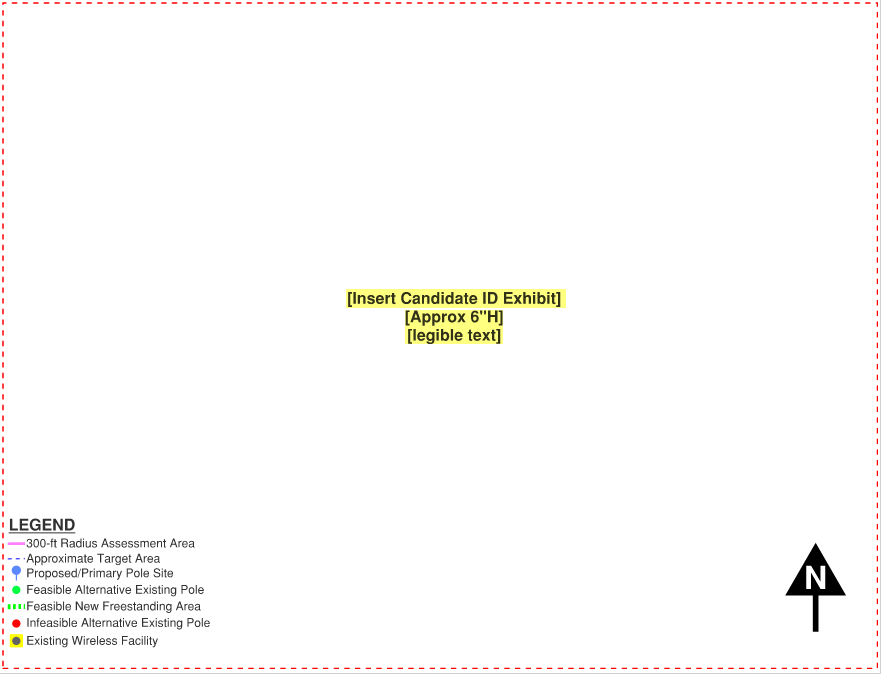 [Insert Candidate ID Exhibit]
[Approx 6"H]
[legible text]
LEGEND
300-ft Radius Assessment Area
Approximate Target Area
Proposed/Primary Pole Site
Feasible Alternative Existing Pole
Feasible New Freestanding Area
Infeasible Alternative Existing Pole
Existing Wireless Facility
N